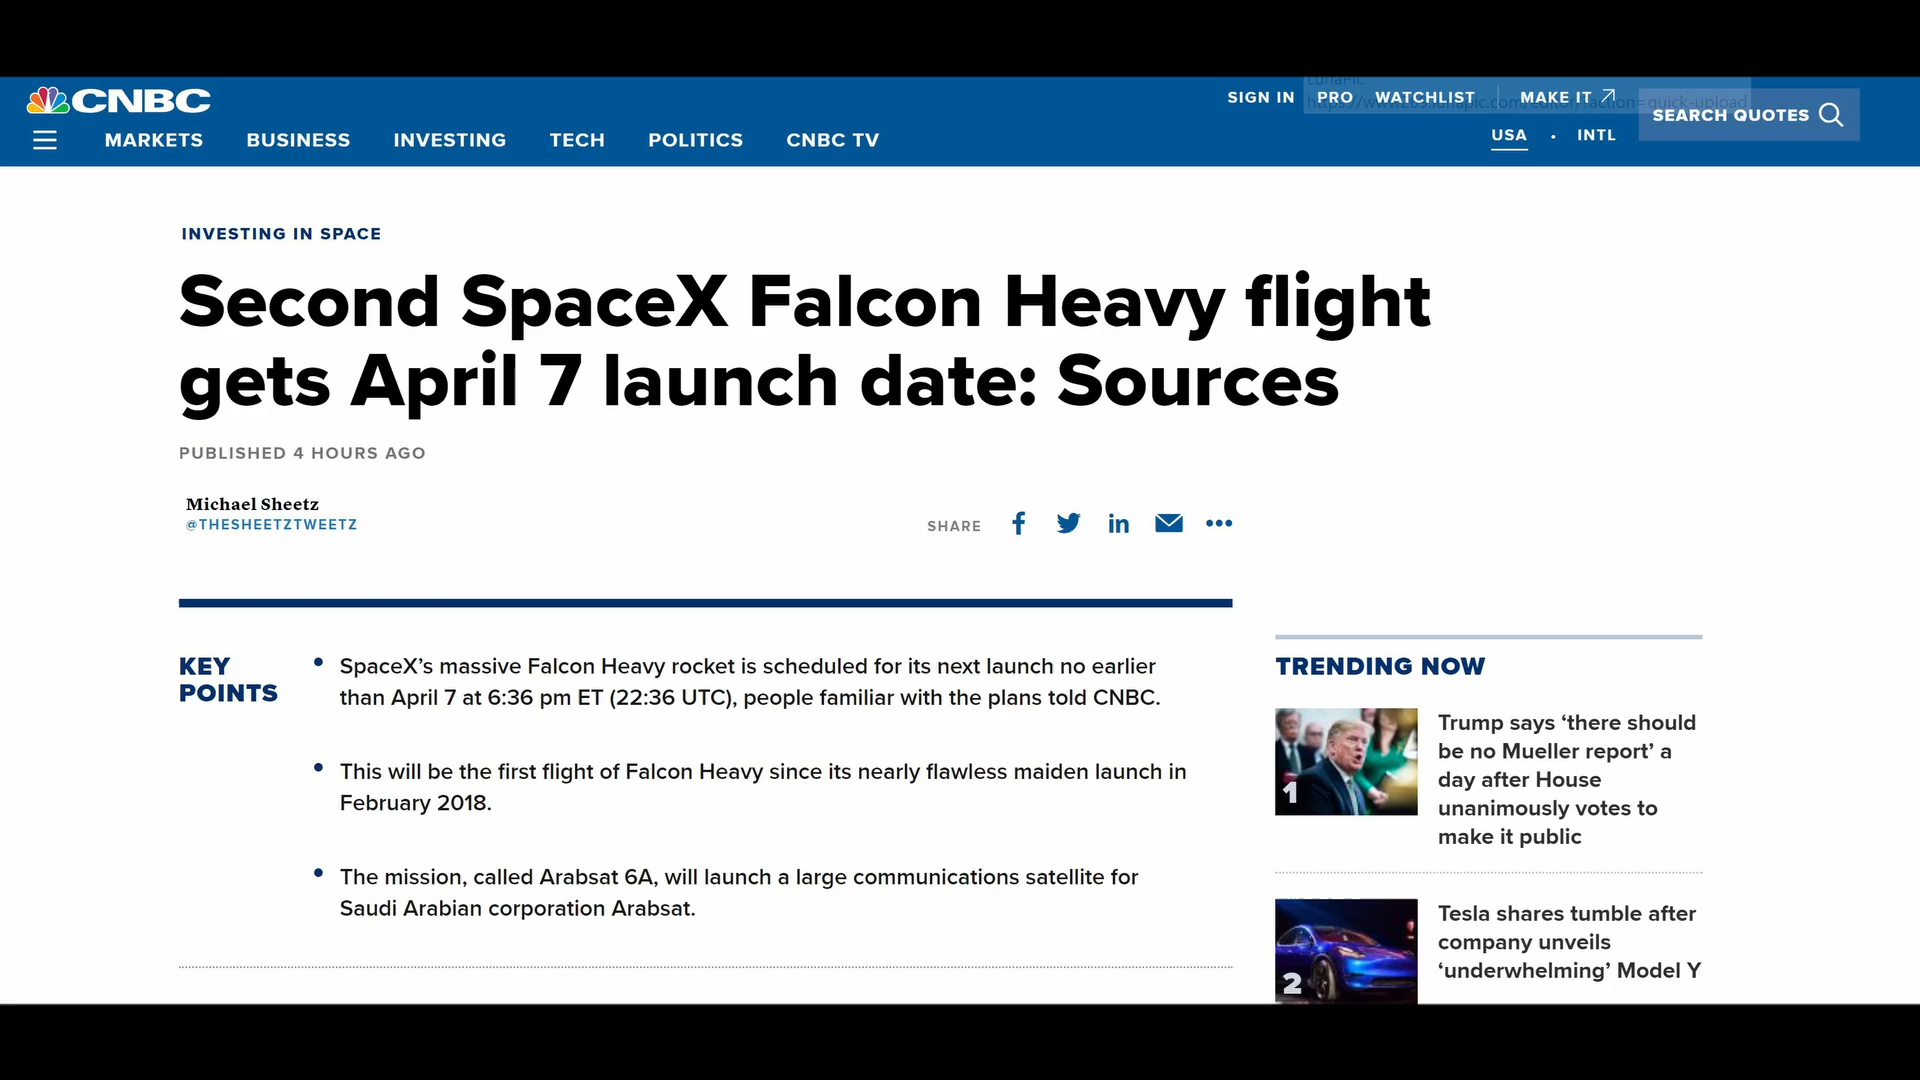 CNBC
SIGN IN PRO WATCHLIST MAKE IT
SEARCH QUOTES
USA · INTL
MARKETS BUSINESS INVESTING TECH POLITICS CNBC TV
INVESTING IN SPACE
Second SpaceX Falcon Heavy flight
gets April 7 launch date: Sources
PUBLISHED 4 HOURS AGO
Michael Sheetz
@THESHEETZTWEETZ
SHARE
KEY
POINTS
• SpaceX’s massive Falcon Heavy rocket is scheduled for its next launch no earlier
than April 7 at 6:36 pm ET (22:36 UTC), people familiar with the plans told CNBC.
• This will be the first flight of Falcon Heavy since its nearly flawless maiden launch in
February 2018.
• The mission, called Arabsat 6A, will launch a large communications satellite for
Saudi Arabian corporation Arabsat.
TRENDING NOW
1
Trump says ‘there should
be no Mueller report’ a
day after House
unanimously votes to
make it public
2
Tesla shares tumble after
company unveils
‘underwhelming’ Model Y